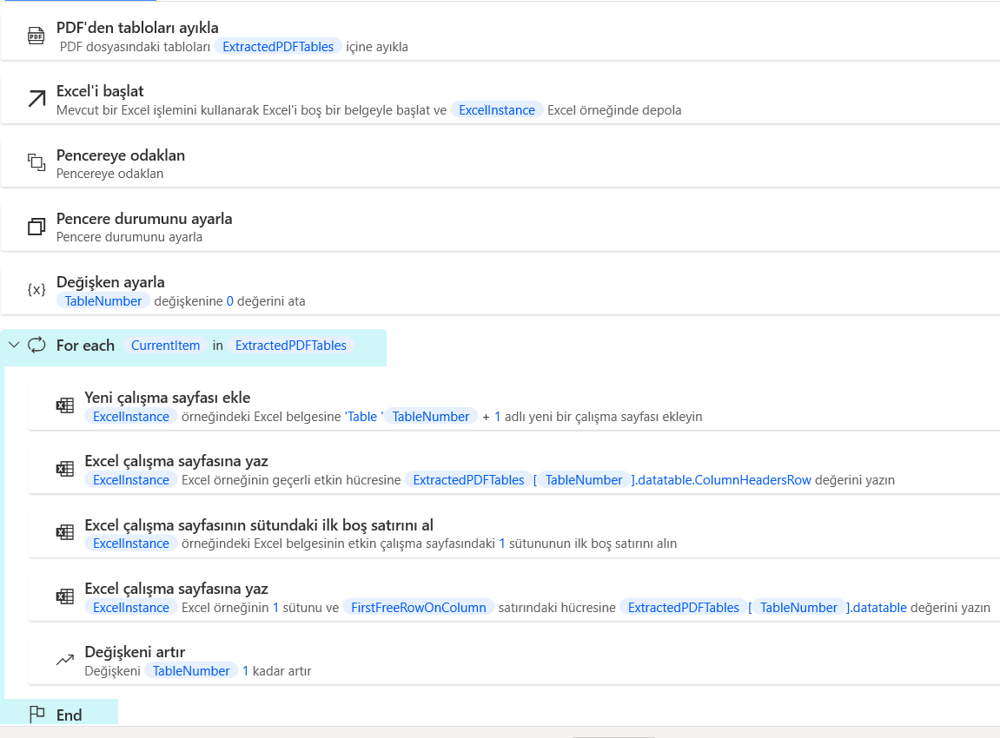 PDF'den tabloları ayıkla
PDF dosyasındaki tabloları ExtractedPDFTables içine ayıkla
Excel'i başlat
Mevcut bir Excel işlemini kullanarak Excel'i boş bir belgeyle başlat ve ExcelInstance Excel örneğinde depola
Pencereye odaklan
Pencereye odaklan
Pencere durumunu ayarla
Pencere durumunu ayarla
{x} Değişken ayarla
TableNumber değişkenine 0 değerini ata
For each CurrentItem in ExtractedPDFTables
Yeni çalışma sayfası ekle
ExcelInstance örneğindeki Excel belgesine 'Table ' TableNumber + 1 adlı yeni bir çalışma sayfası ekleyin
Excel çalışma sayfasına yaz
ExcelInstance Excel örneğinin geçerli etkin hücresine ExtractedPDFTables [ TableNumber ].datatable.ColumnHeadersRow değerini yazın
Excel çalışma sayfasının sütundaki ilk boş satırını al
ExcelInstance örneğindeki Excel belgesinin etkin çalışma sayfasındaki 1 sütununun ilk boş satırını alın
Excel çalışma sayfasına yaz
ExcelInstance Excel örneğinin 1 sütunu ve FirstFreeRowOnColumn satırındaki hücresine ExtractedPDFTables [ TableNumber ].datatable değerini yazın
Değişkeni artır
Değişkeni TableNumber 1 kadar artır
End